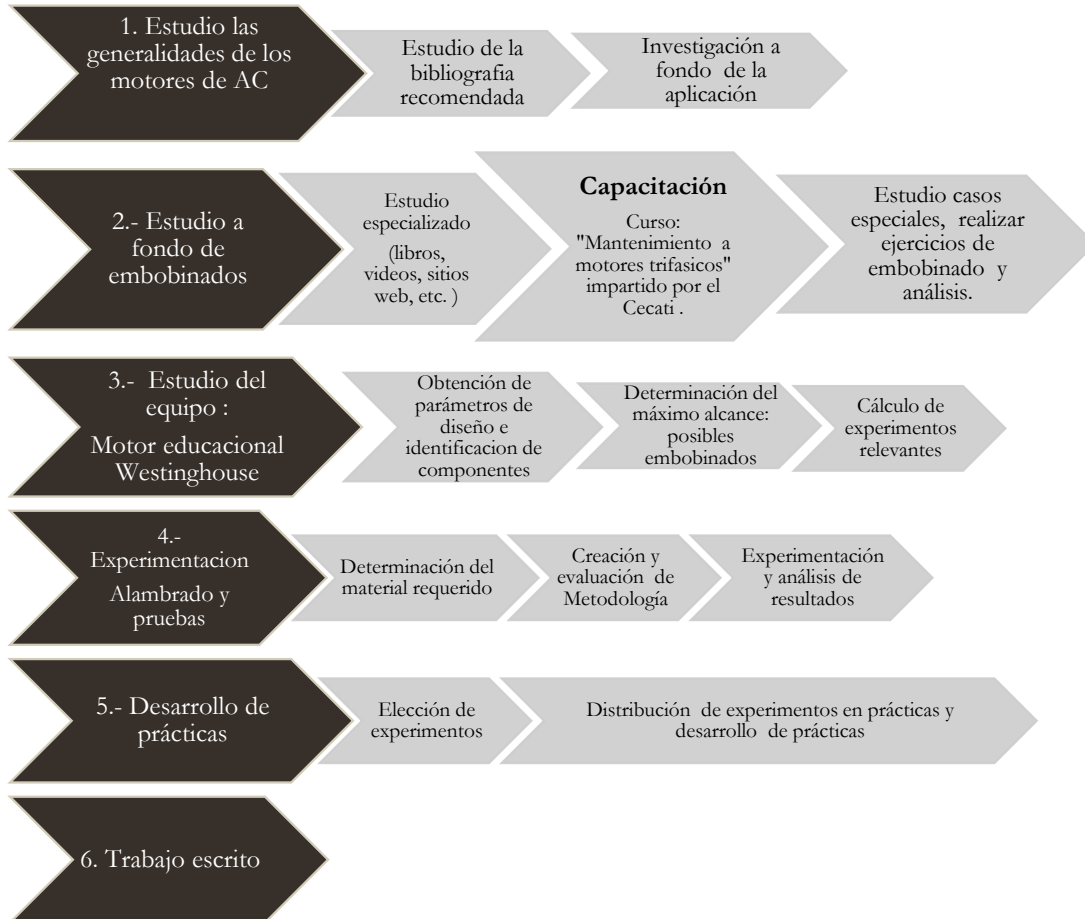 1. Estudio las
generalidades de los
motores de AC
Estudio de la
bibliografia
recomendada
Investigación a
fondo de la
aplicación
2.- Estudio a
fondo de
embobinados
Estudio
especializado
(libros,
videos, sitios
web, etc. )
Capacitación
Curso:
"Mantenimiento a
motores trifasicos"
impartido por el
Cecati .
Estudio casos
especiales, realizar
ejercicios de
embobinado y
análisis.
3.- Estudio del
equipo :
Motor educacional
Westinghouse
Obtención de
parámetros de
diseño e
identificacion de
componentes
Determinación del
máximo alcance:
posibles
embobinados
Cálculo de
experimentos
relevantes
4.-
Experimentacion
Alambrado y
pruebas
Determinación del
material requerido
Creación y
evaluación de
Metodología
Experimentación
y análisis de
resultados
5.- Desarrollo de
prácticas
Elección de
experimentos
Distribución de experimentos en prácticas y
desarrollo de prácticas
6. Trabajo escrito